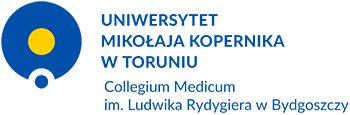 UNIWERSYTET
MIKOŁAJA KOPERNIKA
W TORUNIU
Collegium Medicum
im. Ludwika Rydygiera w Bydgoszczy